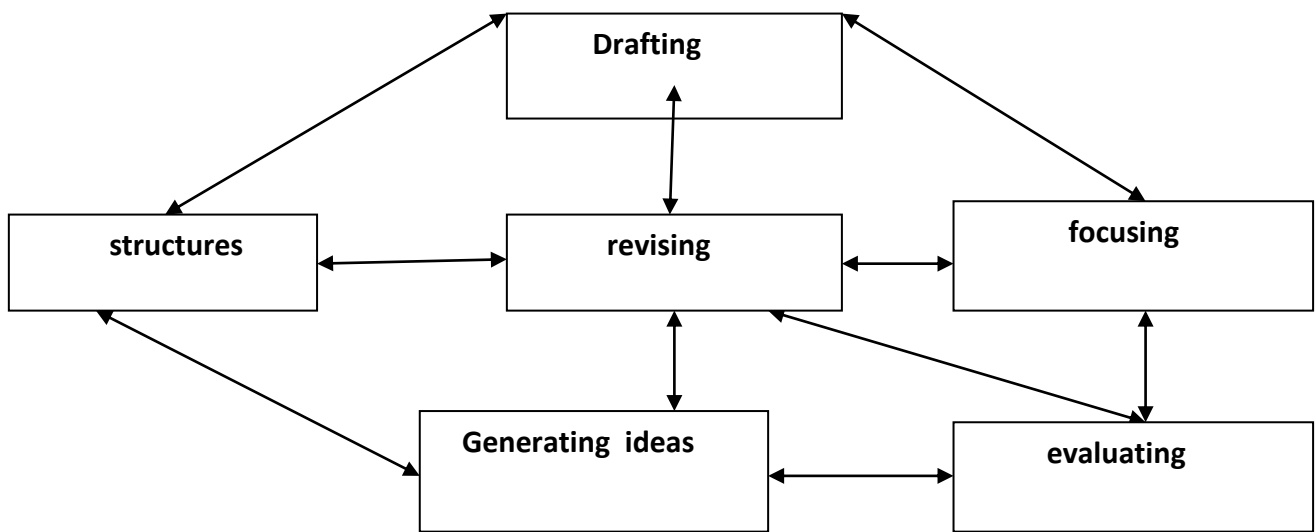 Drafting
structures
revising
focusing
Generating ideas
evaluating